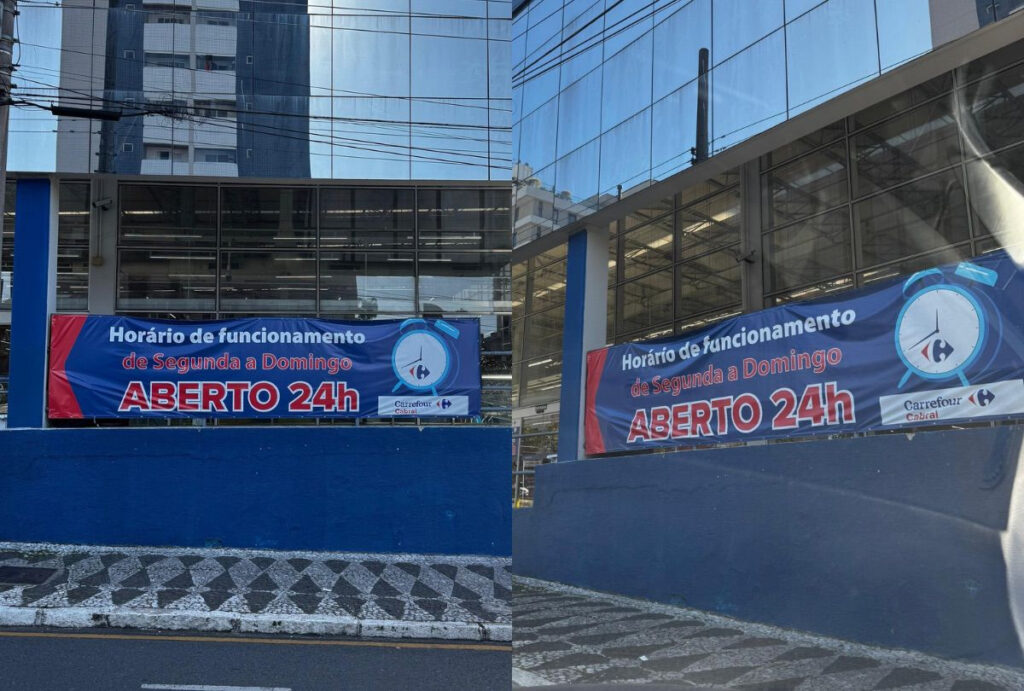 Horário de funcionamento
de Segunda a Domingo
ABERTO 24h
Carrefour
Cabral
Horário de funcionamento
de Segunda a Domingo
ABERTO 24h
Carrefour
Cabral